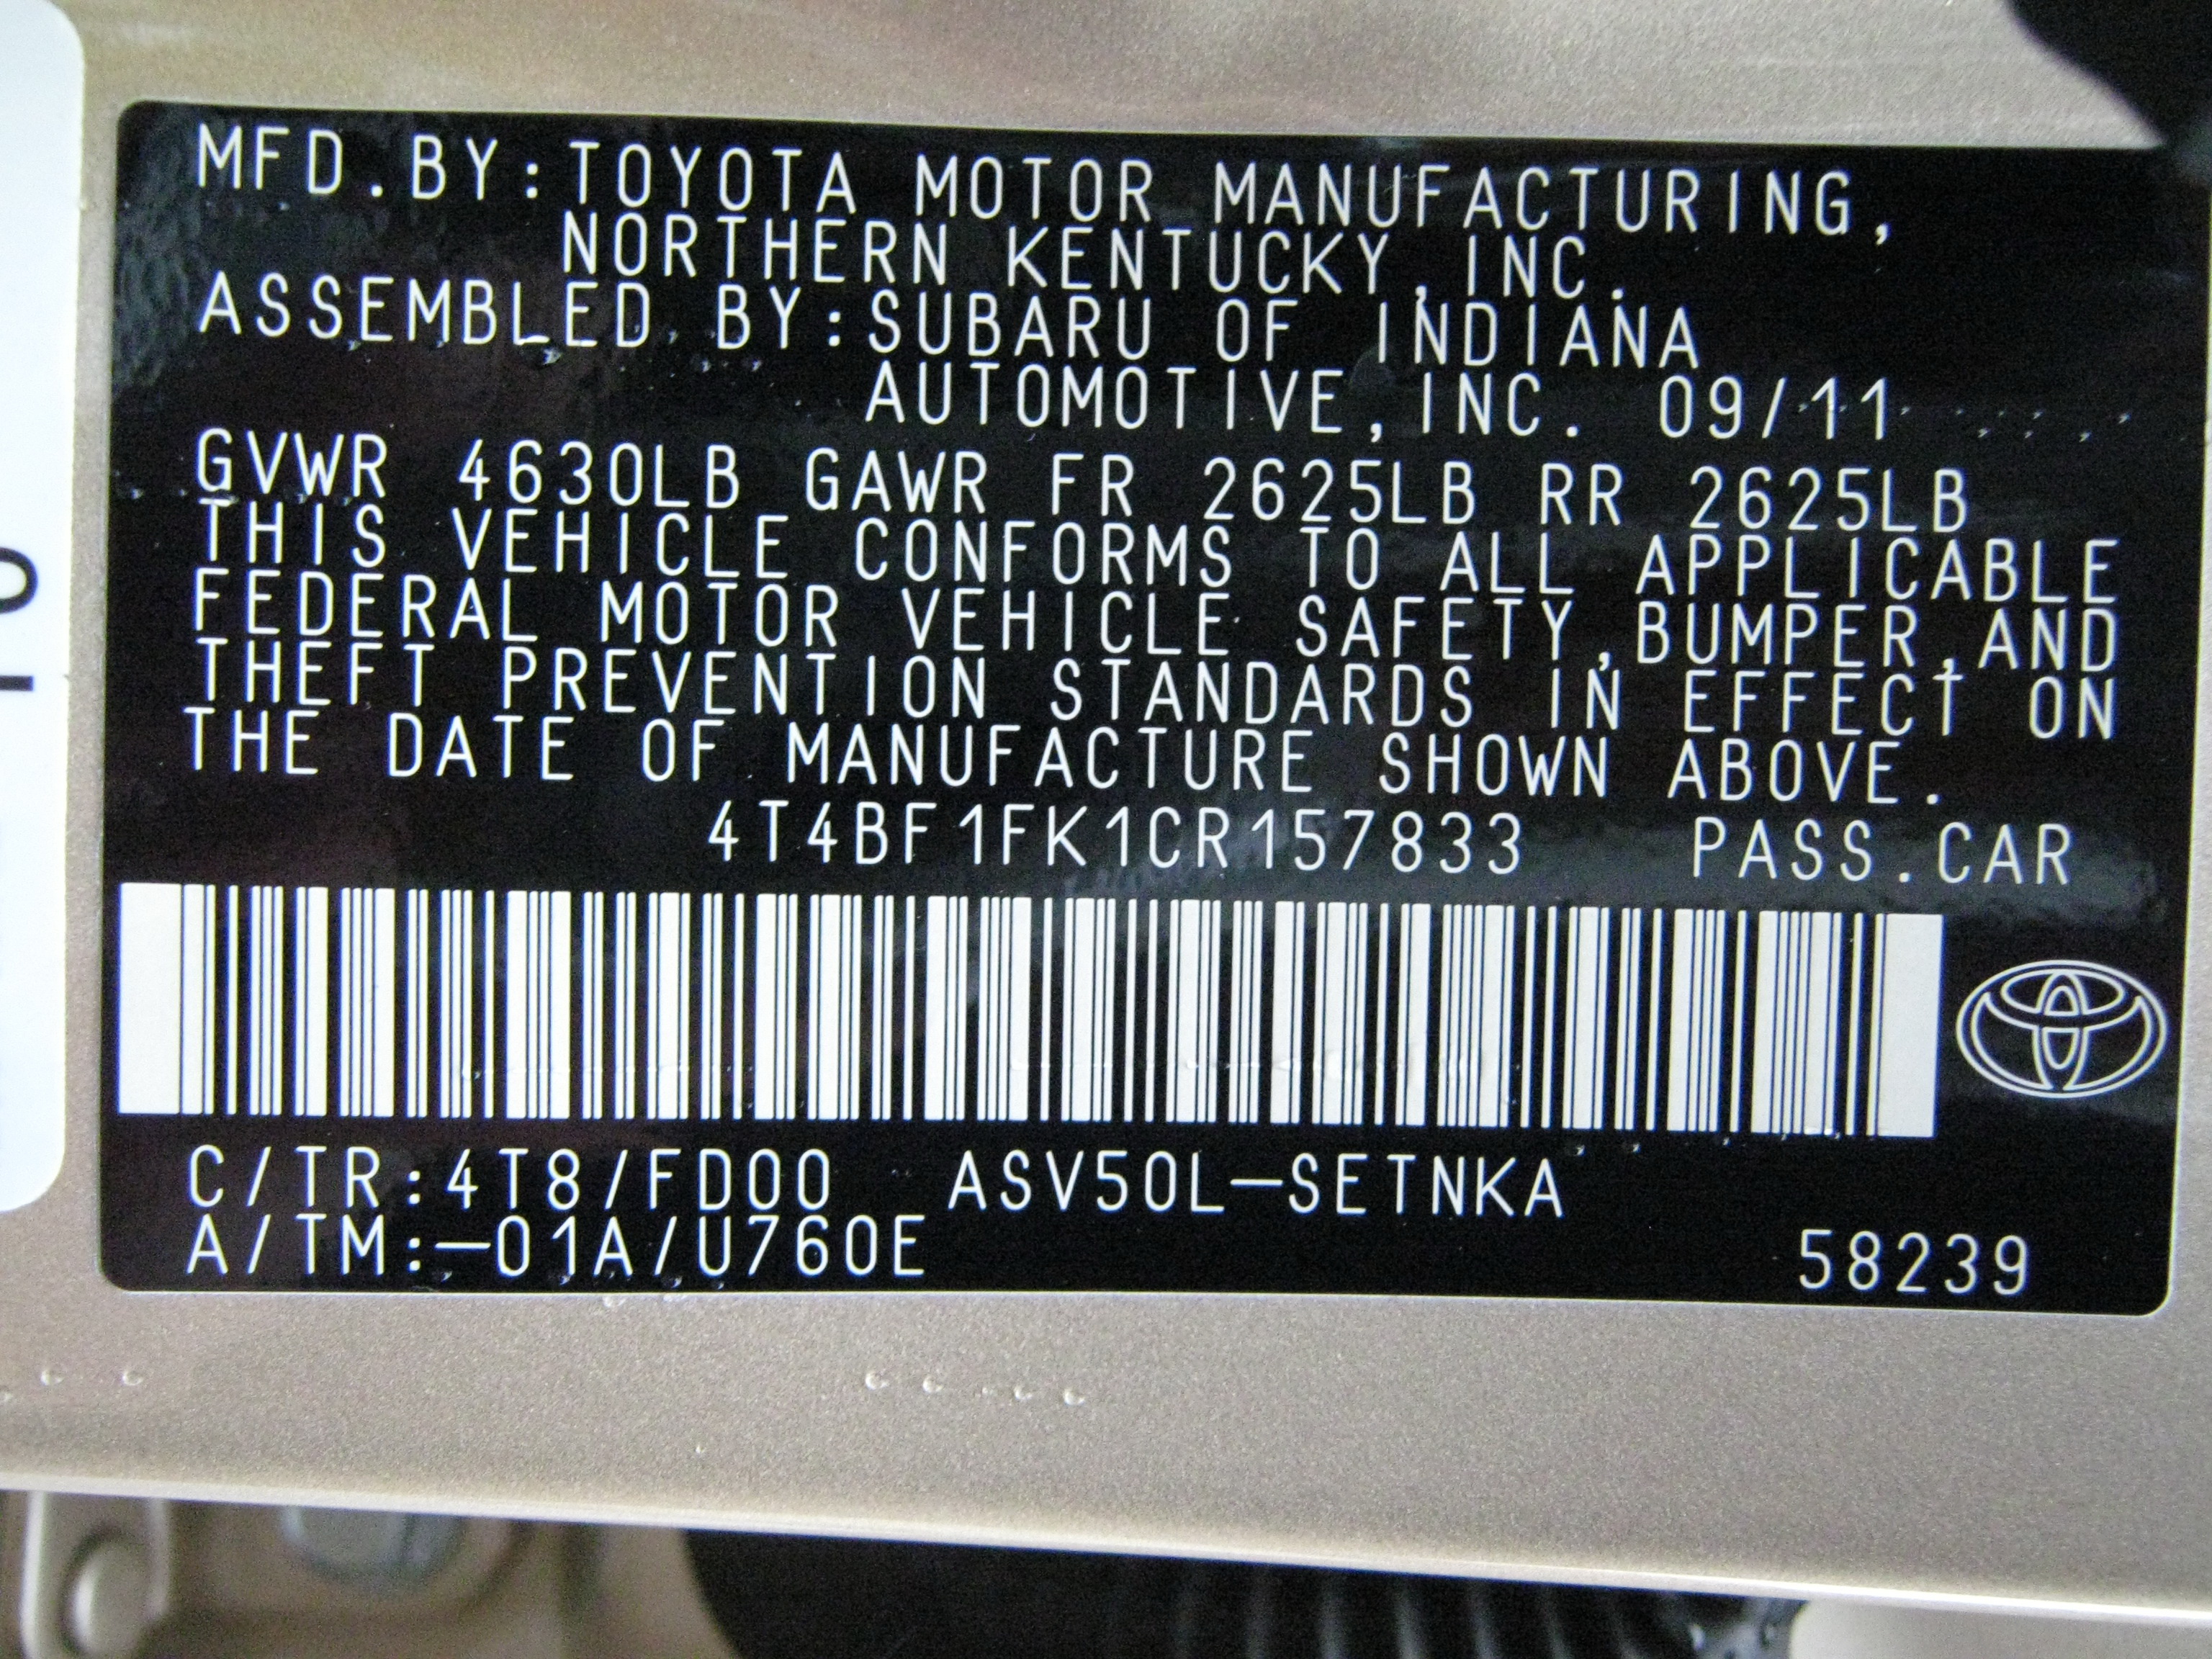 MFD.BY:TOYOTA MOTOR MANUFACTURING,
NORTHERN KENTUCKY,INC.
ASSEMBLED BY:SUBARU OF INDIANA
AUTOMOTIVE,INC. 09/11
GVWR 4630LB GAWR FR 2625LB RR 2625LB
THIS VEHICLE CONFORMS TO ALL APPLICABLE
FEDERAL MOTOR VEHICLE SAFETY,BUMPER,AND
THEFT PREVENTION STANDARDS IN EFFECT ON
THE DATE OF MANUFACTURE SHOWN ABOVE.
4T4BF1FK1CR157833 PASS.CAR
C/TR:4T8/FD00 ASV50L-SETNKA
A/TM:-01A/U760E 58239